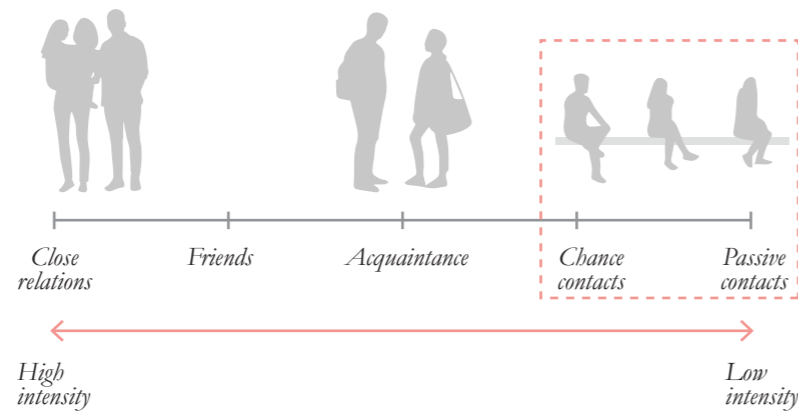 Close
relations
Friends
Acquaintance
Chance
contacts
Passive
contacts
High
intensity
Low
intensity